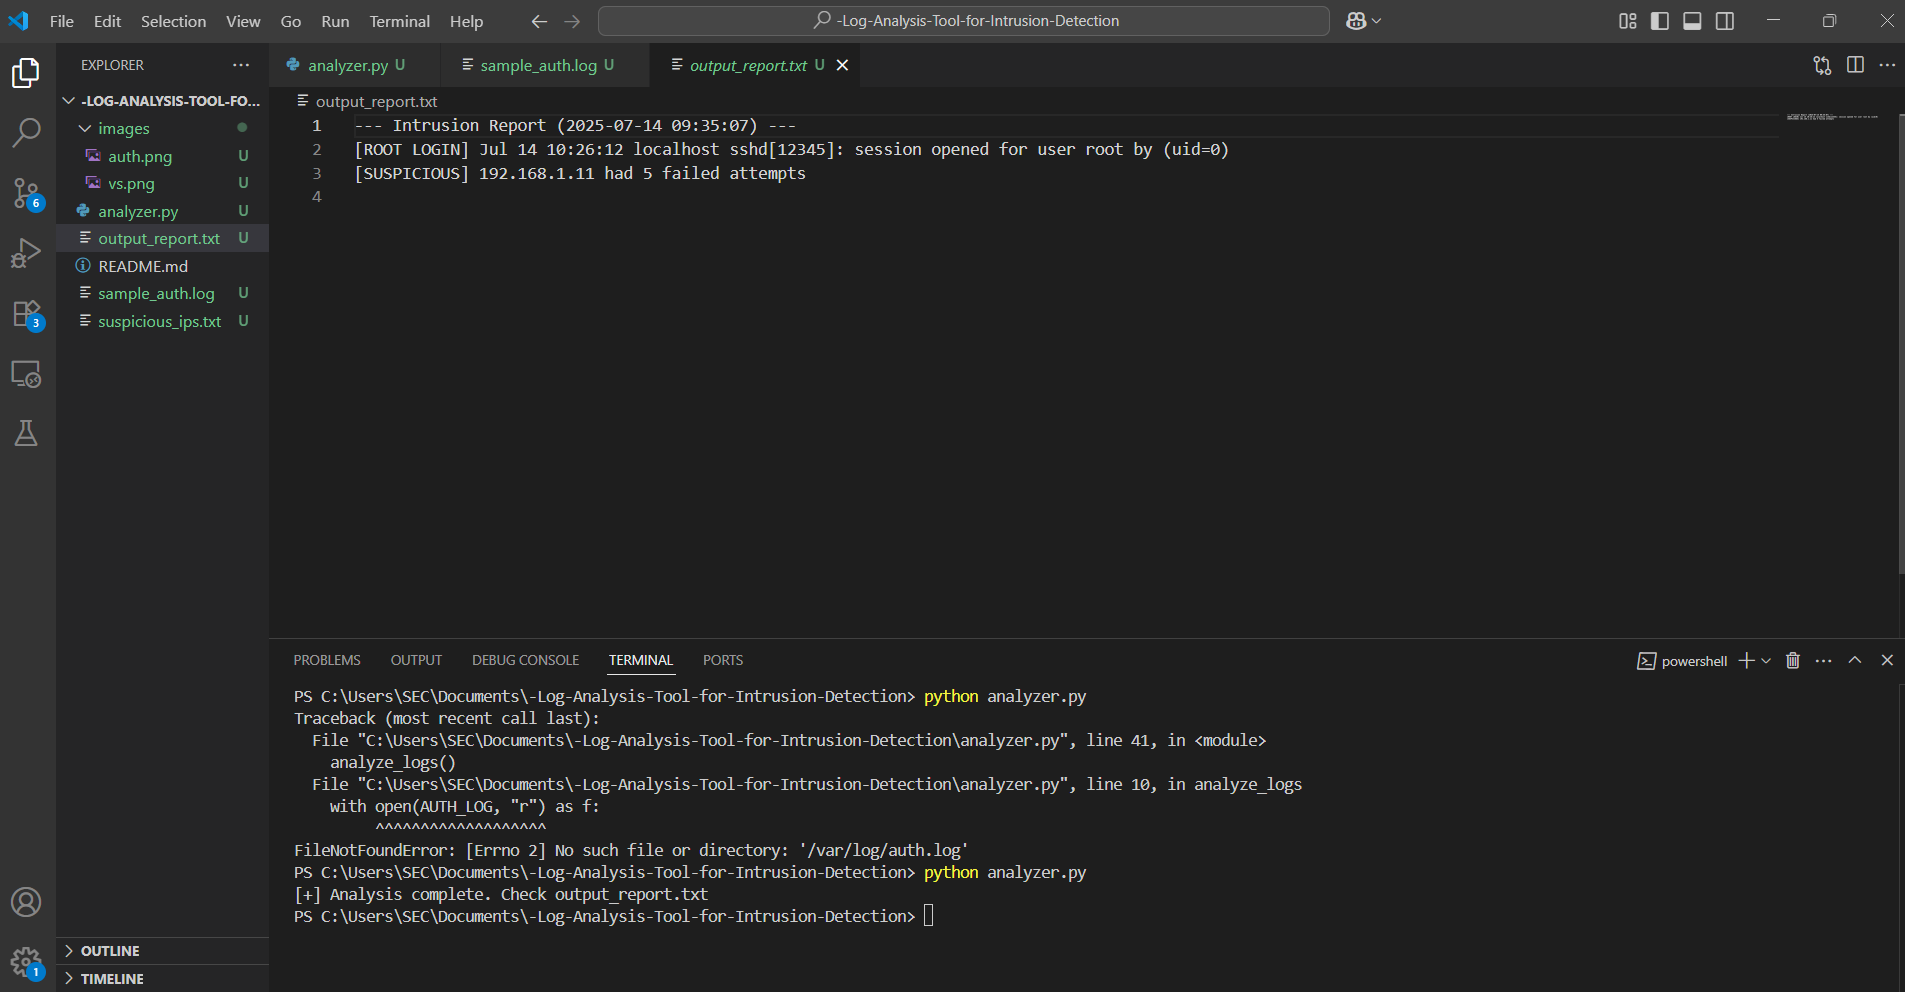 File Edit Selection View Go Run Terminal Help
-Log-Analysis-Tool-for-Intrusion-Detection
EXPLORER
-LOG-ANALYSIS-TOOL-FO...
images
auth.png U
vs.png U
analyzer.py U
output_report.txt U
README.md
sample_auth.log U
suspicious_ips.txt U
6
3
1
OUTLINE
TIMELINE
analyzer.py U
sample_auth.log U
output_report.txt U
output_report.txt
1 --- Intrusion Report (2025-07-14 09:35:07) ---
2 [ROOT LOGIN] Jul 14 10:26:12 localhost sshd[12345]: session opened for user root by (uid=0)
3 [SUSPICIOUS] 192.168.1.11 had 5 failed attempts
4
PROBLEMS OUTPUT DEBUG CONSOLE TERMINAL PORTS
powershell
PS C:\Users\SEC\Documents\-Log-Analysis-Tool-for-Intrusion-Detection> python analyzer.py
Traceback (most recent call last):
  File "C:\Users\SEC\Documents\-Log-Analysis-Tool-for-Intrusion-Detection\analyzer.py", line 41, in <module>
    analyze_logs()
  File "C:\Users\SEC\Documents\-Log-Analysis-Tool-for-Intrusion-Detection\analyzer.py", line 10, in analyze_logs
    with open(AUTH_LOG, "r") as f:
         ^^^^^^^^^^^^^^^^^^^
FileNotFoundError: [Errno 2] No such file or directory: '/var/log/auth.log'
PS C:\Users\SEC\Documents\-Log-Analysis-Tool-for-Intrusion-Detection> python analyzer.py
[+] Analysis complete. Check output_report.txt
PS C:\Users\SEC\Documents\-Log-Analysis-Tool-for-Intrusion-Detection>